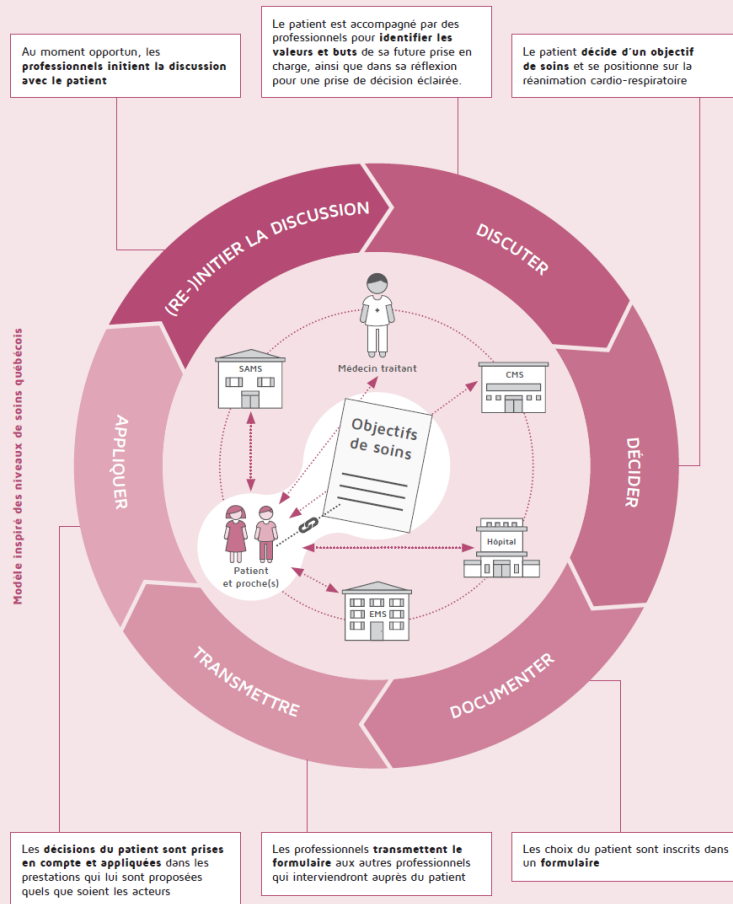 Au moment opportun, les
professionnels initient la discussion
avec le patient
Le patient est accompagné par des
professionnels pour identifier les
valeurs et buts de sa future prise en
charge, ainsi que dans sa réflexion
pour une prise de décision éclairée.
Le patient décide d'un objectif
de soins et se positionne sur la
réanimation cardio-respiratoire
(RE-)INITIER LA DISCUSSION
DISCUTER
DÉCIDER
DOCUMENTER
TRANSMETTRE
APPLIQUER
Médecin traitant
SAMS
CMS
Objectifs
de soins
Hôpital
Patient
et proche(s)
EMS
Modèle inspiré des niveaux de soins québécois
Les décisions du patient sont prises
en compte et appliquées dans les
prestations qui lui sont proposées
quels que soient les acteurs
Les professionnels transmettent le
formulaire aux autres professionnels
qui interviendront auprès du patient
Les choix du patient sont inscrits dans
un formulaire